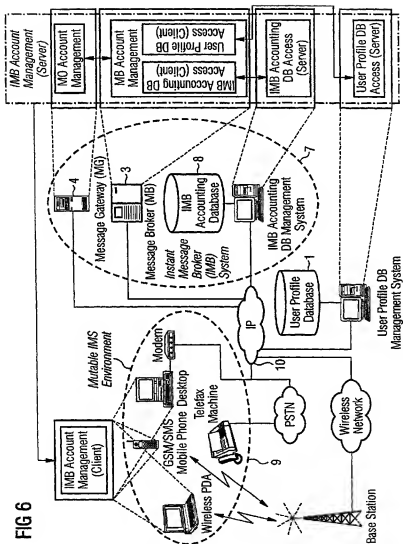 FIG 6
IMB Account
Management
(Client)
Mutable IMS
Environment
Wireless PDA
GSM/SMS
Mobile Phone
Desktop
Modem
Telefax
Machine
9
PSTN
Wireless
Network
Base Station
IP
10
Message Gateway (MG)
4
Message Broker (MB)
3
Instant
Message
Broker
(IMB)
System
IMB
Accounting
Database
8
IMB Accounting
DB Management
System
7
User Profile
Database
1
User Profile DB
Management System
IMB Account
Management
(Server)
MO Account
Management
MB Account
Management
User Profile DB
Access (Client)
IMB Accounting DB
Access (Client)
IMB Accounting
DB Access
(Server)
User Profile DB
Access (Server)